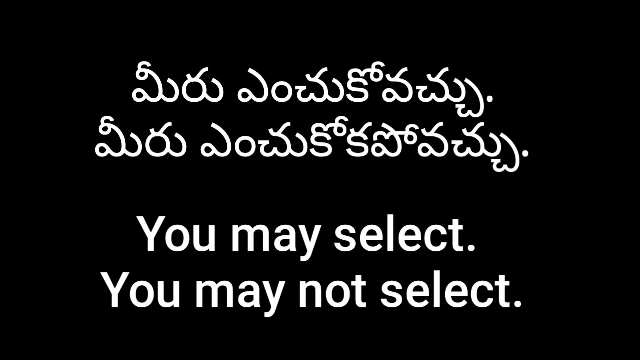 మీరు ఎంచుకోవచ్చు.
మీరు ఎంచుకోకపోవచ్చు.
You may select.
You may not select.